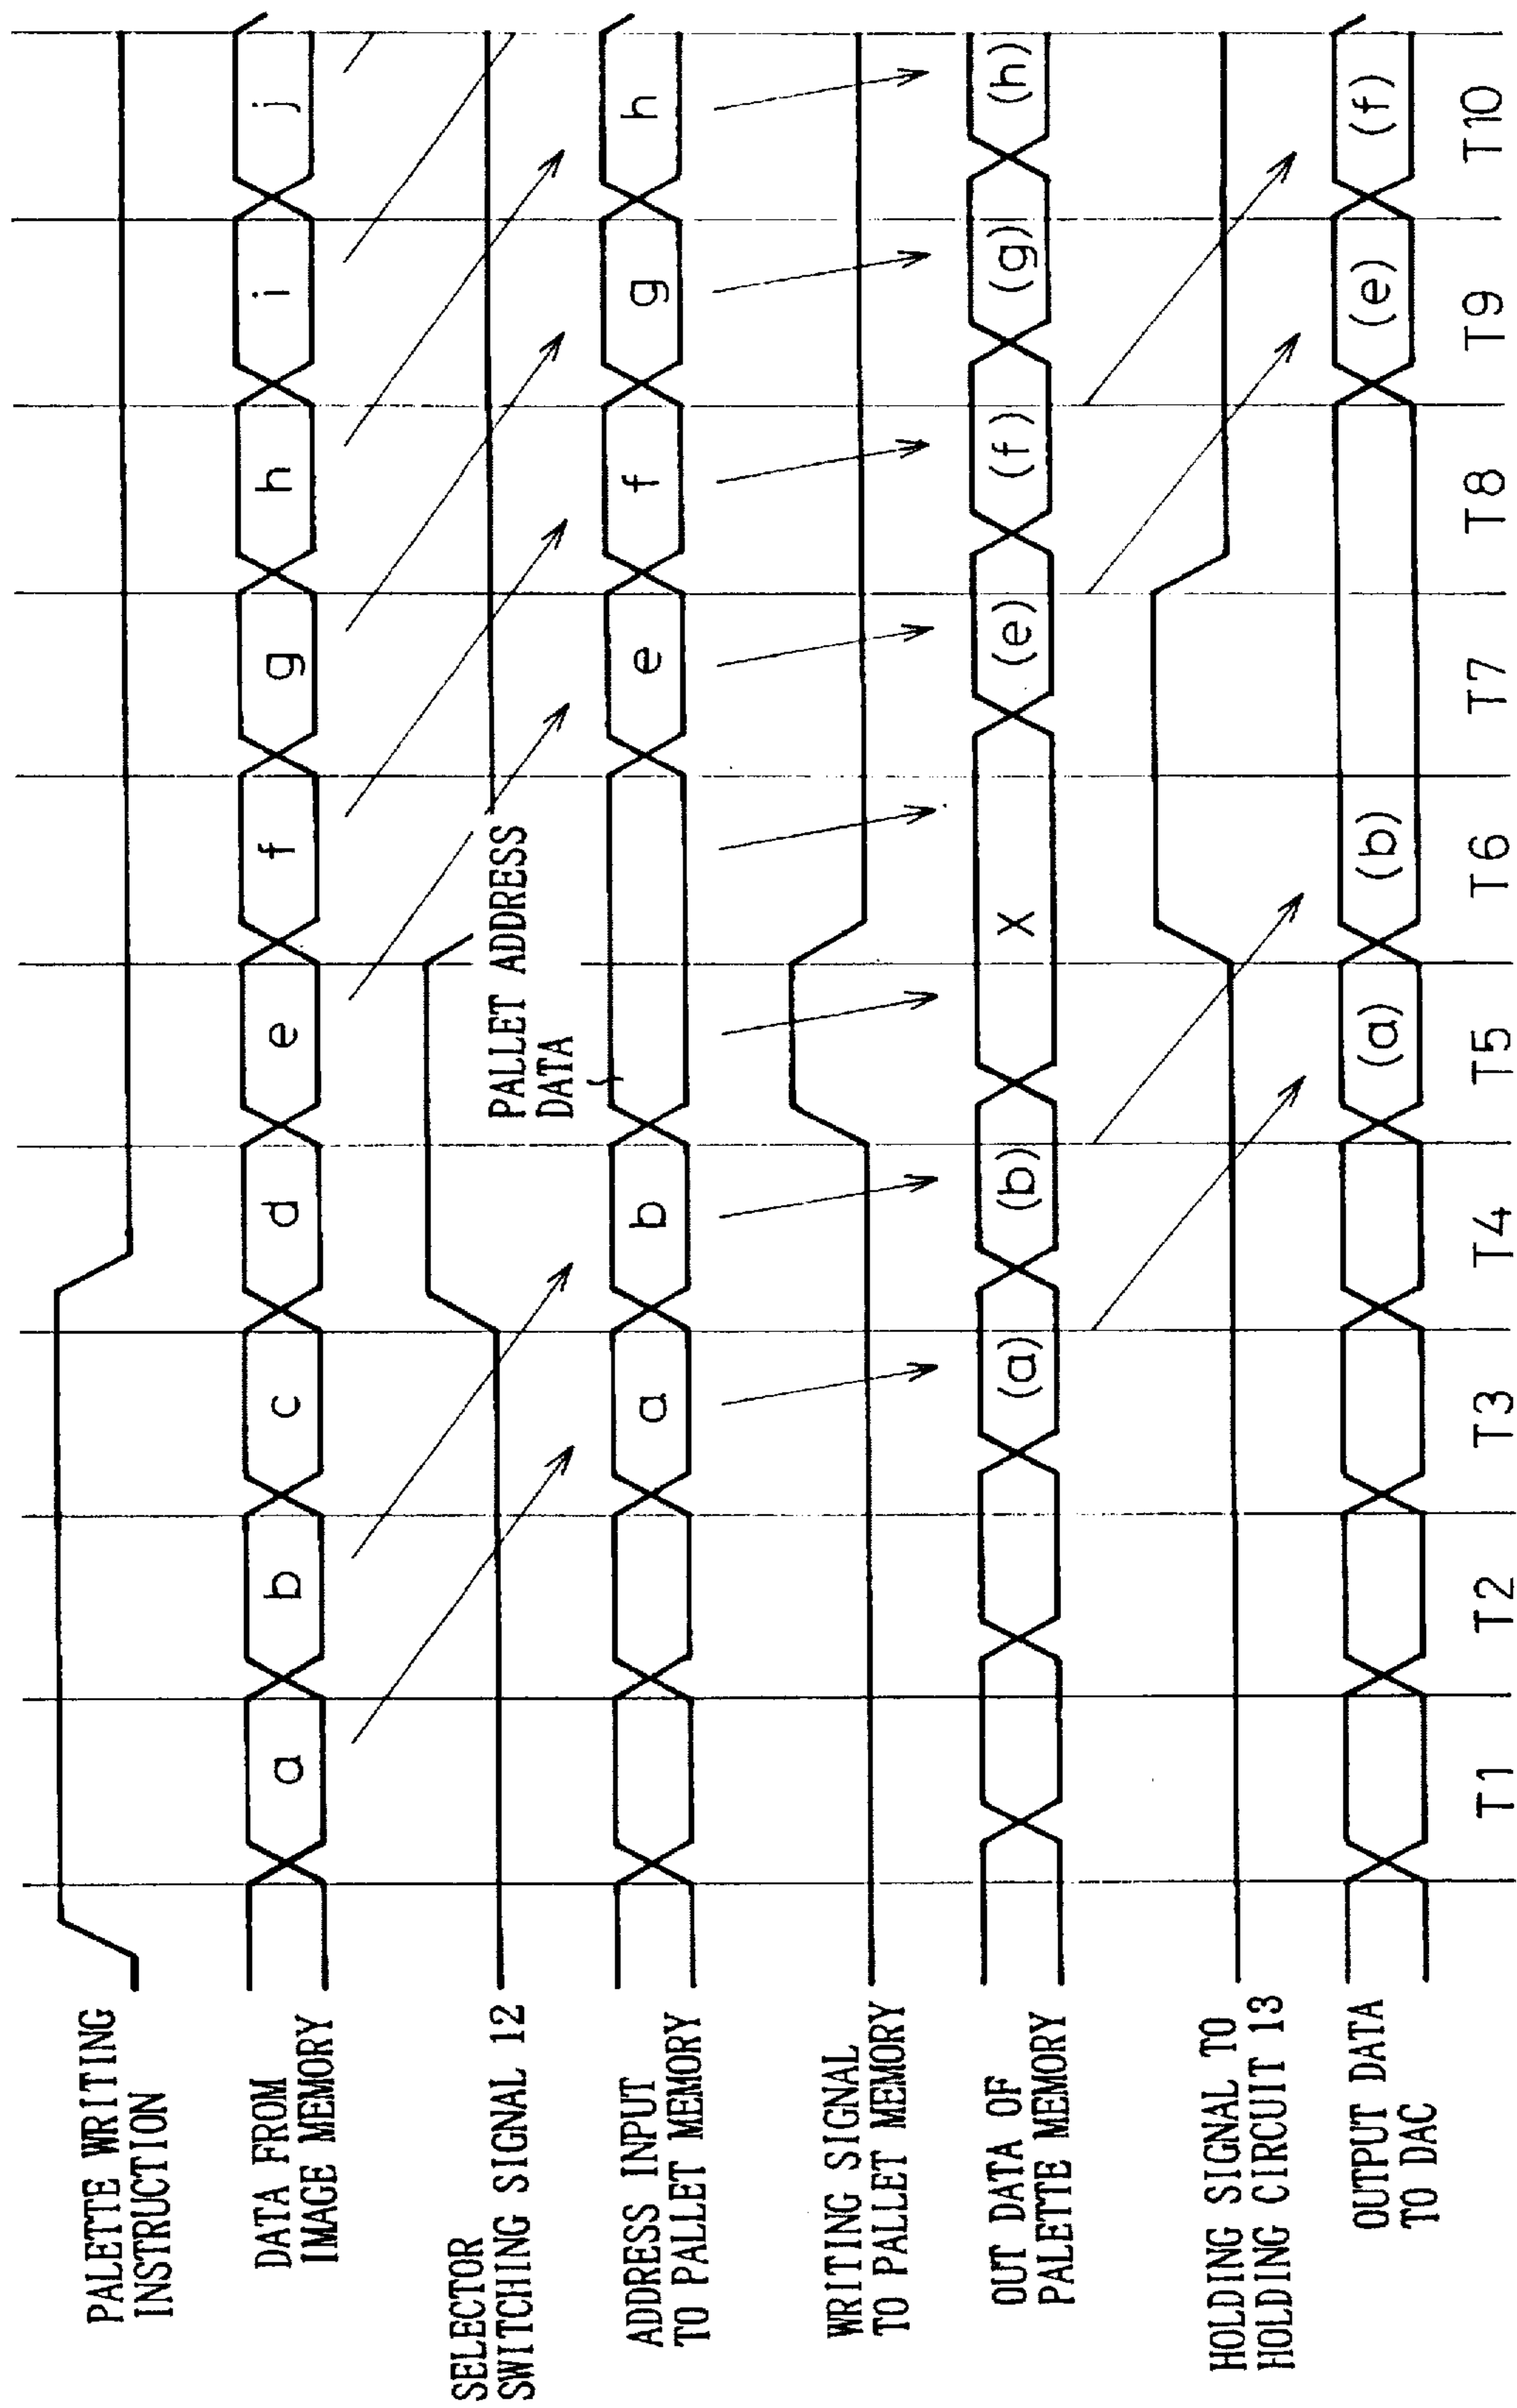 PALETTE WRITING
INSTRUCTION
DATA FROM
IMAGE MEMORY
a b c d e f g h i j
SELECTOR
SWITCHING SIGNAL 12
PALLET ADDRESS
DATA
ADDRESS INPUT
TO PALLET MEMORY
a b e f g h
WRITING SIGNAL
TO PALLET MEMORY
OUT DATA OF
PALETTE MEMORY
(a) (b) X (e) (f) (g) (h)
HOLDING SIGNAL TO
HOLDING CIRCUIT 13
OUTPUT DATA
TO DAC
(a) (b) (e) (f)
T1 T2 T3 T4 T5 T6 T7 T8 T9 T10